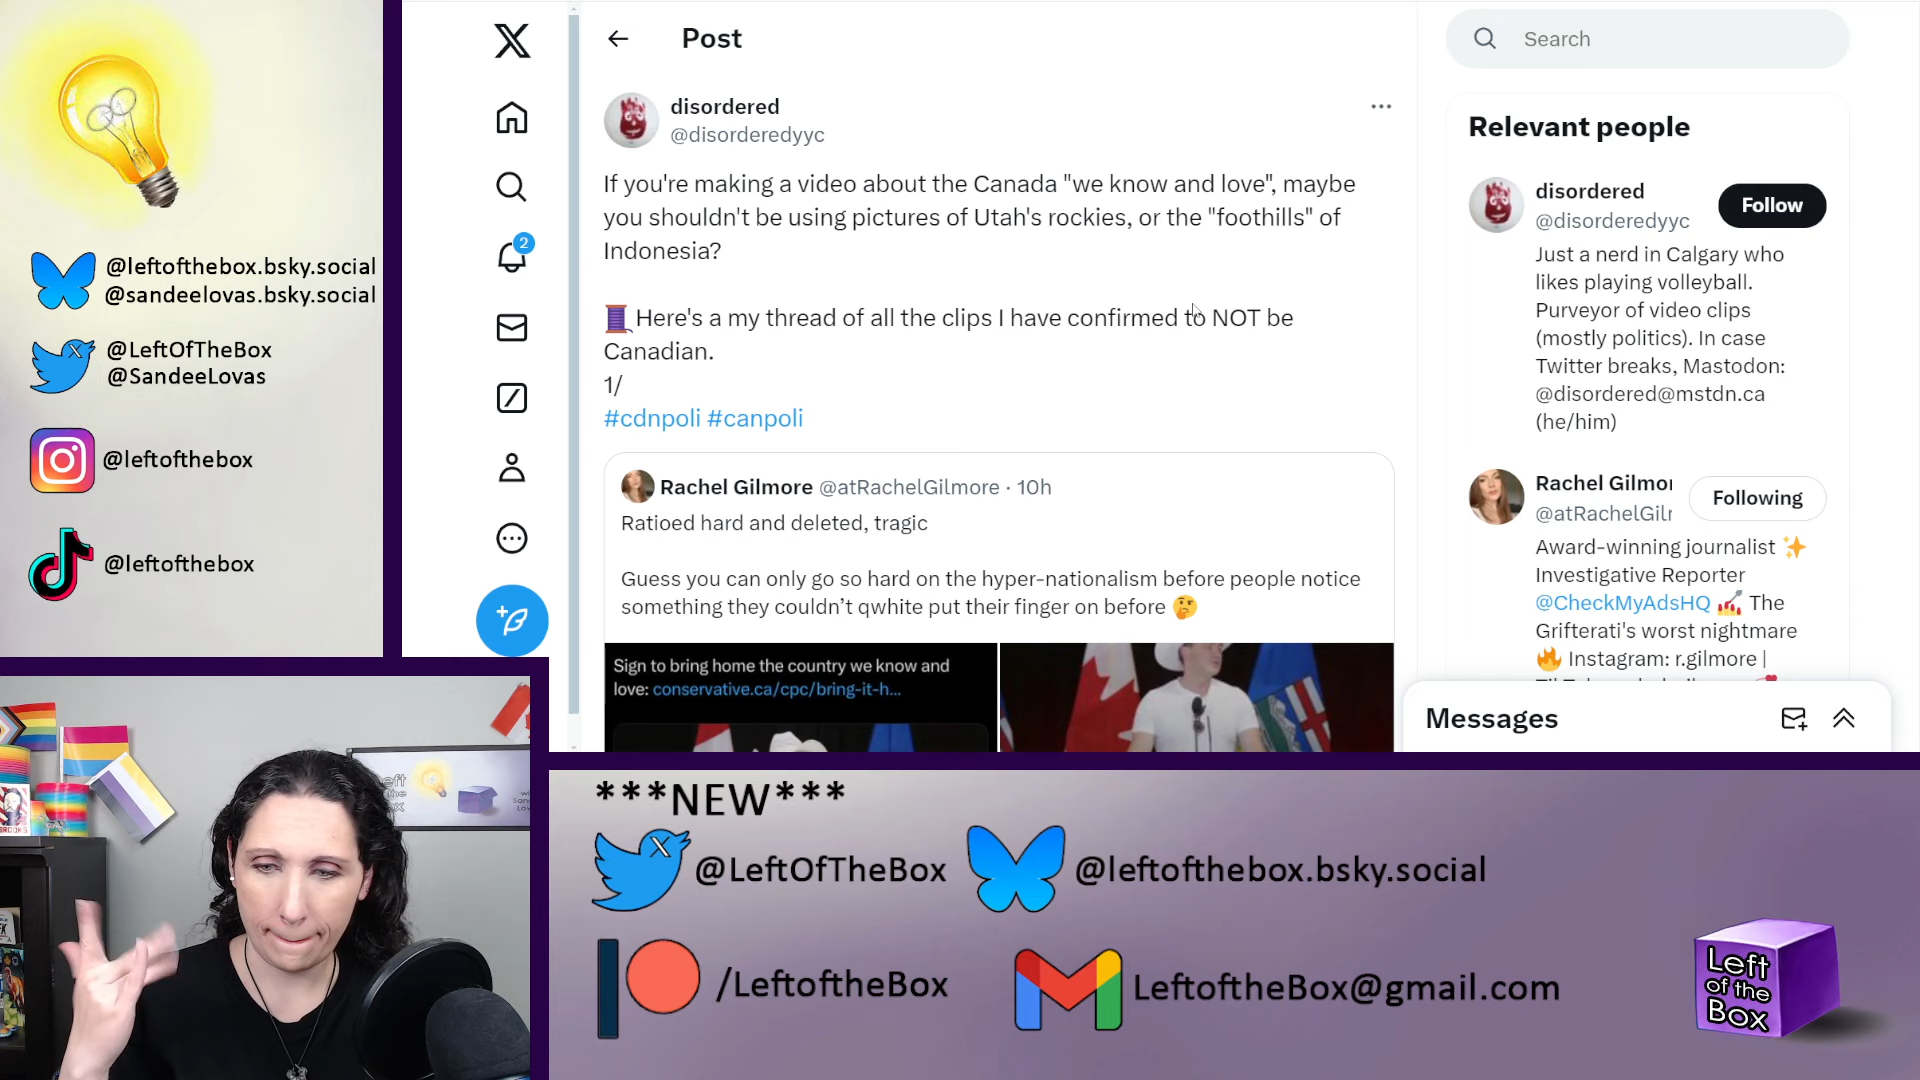 @leftofthebox.bsky.social
@sandeelovas.bsky.social
@LeftOfTheBox
@SandeeLovas
@leftofthebox
@leftofthebox
2
Post
disordered
@disorderedyyc
If you're making a video about the Canada "we know and love", maybe
you shouldn't be using pictures of Utah's rockies, or the "foothills" of
Indonesia?
Here's a my thread of all the clips I have confirmed to NOT be
Canadian.
1/
#cdnpoli #canpoli
Rachel Gilmore @atRachelGilmore · 10h
Ratioed hard and deleted, tragic
Guess you can only go so hard on the hyper-nationalism before people notice
something they couldn’t qwhite put their finger on before 🤔
Sign to bring home the country we know and
love: conservative.ca/cpc/bring-it-h...
Search
Relevant people
disordered
@disorderedyyc
Follow
Just a nerd in Calgary who
likes playing volleyball.
Purveyor of video clips
(mostly politics). In case
Twitter breaks, Mastodon:
@disordered@mstdn.ca
(he/him)
Rachel Gilmor
@atRachelGilr
Following
Award-winning journalist ✨
Investigative Reporter
@CheckMyAdsHQ 💅 The
Grifterati's worst nightmare
🔥 Instagram: r.gilmore |
Messages
Left
of the
Box
***NEW***
@LeftOfTheBox
@leftofthebox.bsky.social
/LeftoftheBox
LeftoftheBox@gmail.com
Left
of the
Box